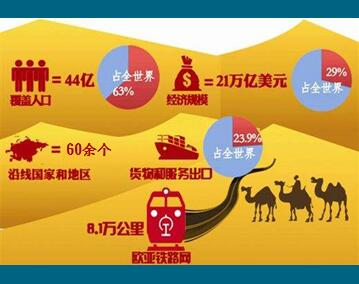 =44亿
占全世界
63%
覆盖人口
=21万亿美元
29%
占全世界
经济规模
=60余个
沿线国家和地区
23.9%
占全世界
货物和服务出口
8.1万公里
欧亚铁路网